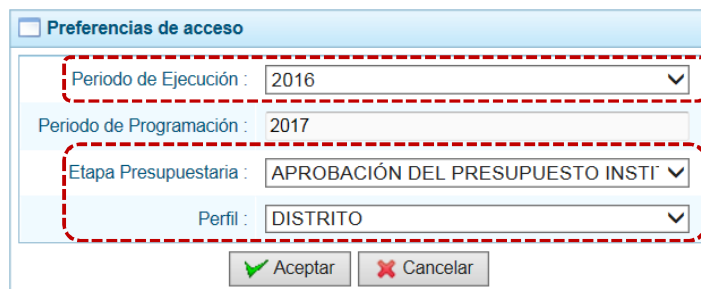 Preferencias de acceso
Periodo de Ejecución : 2016
Periodo de Programación : 2017
Etapa Presupuestaria : APROBACIÓN DEL PRESUPUESTO INSTI
Perfil : DISTRITO
Aceptar Cancelar